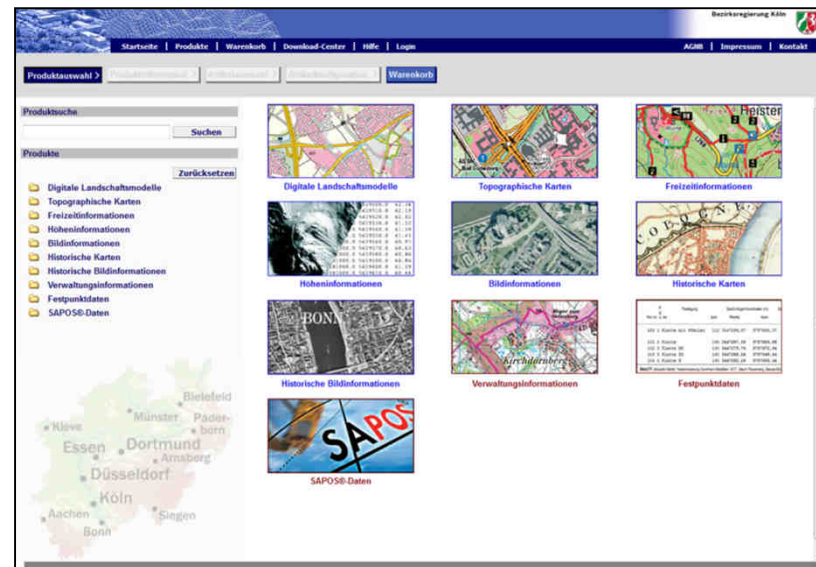 Bezirksregierung Köln
Startseite | Produkte | Warenkorb | Download-Center | Hilfe | Login
AGNB | Impressum | Kontakt
Produktauswahl >
Warenkorb
Produktsuche
Suchen
Produkte
Zurücksetzen
Digitale Landschaftsmodelle
Topographische Karten
Freizeitinformationen
Höheninformationen
Bildinformationen
Historische Karten
Historische Bildinformationen
Verwaltungsinformationen
Festpunktdaten
SAPOS®-Daten
Bielefeld
Münster
Pader-
born
Kleve
Essen
Dortmund
Arnsberg
Düsseldorf
Köln
Aachen
Siegen
Bonn
Heister
Digitale Landschaftsmodelle
Topographische Karten
Freizeitinformationen
COLOGNE
Höheninformationen
Bildinformationen
Historische Karten
BONN
Kirchdornberg
Historische Bildinformationen
Verwaltungsinformationen
Festpunktdaten
SAPOS
SAPOS®-Daten